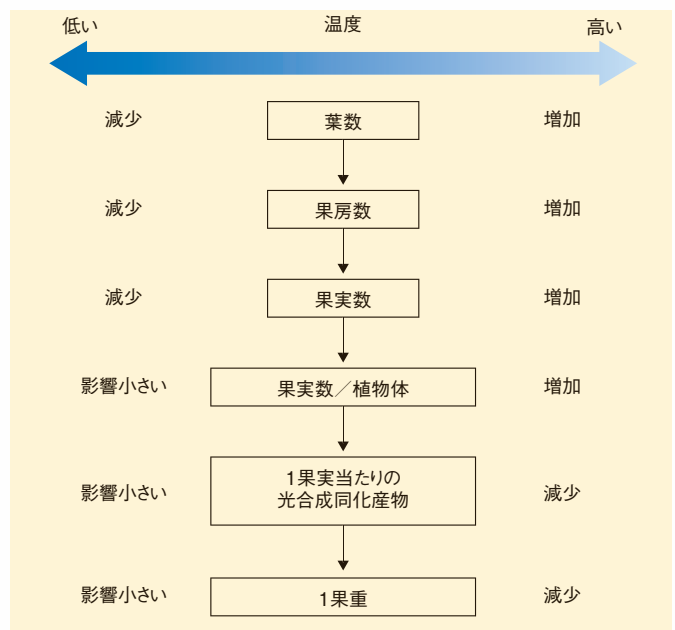 低い 温度 高い
減少 葉数 増加
減少 果房数 増加
減少 果実数 増加
影響小さい 果実数／植物体 増加
影響小さい 1果実当たりの 減少
光合成同化産物
影響小さい 1果重 減少